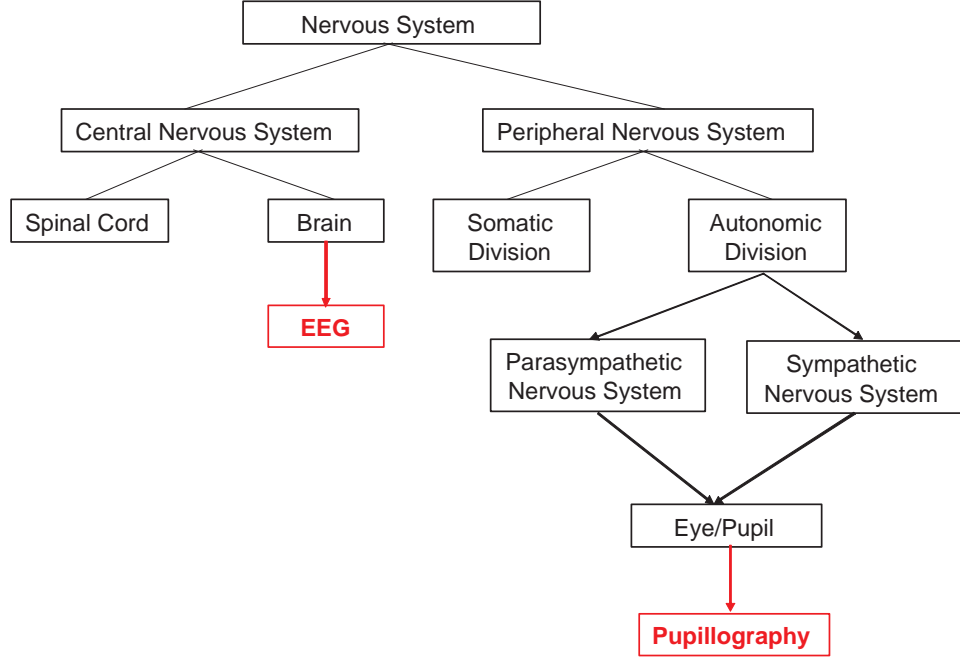 Nervous System
Central Nervous System
Peripheral Nervous System
Spinal Cord
Brain
Somatic
Division
Autonomic
Division
EEG
Parasympathetic
Nervous System
Sympathetic
Nervous System
Eye/Pupil
Pupillography